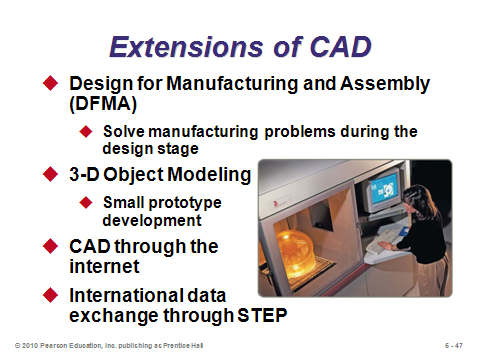 Extensions of CAD
Design for Manufacturing and Assembly
(DFMA)
Solve manufacturing problems during the
design stage
3-D Object Modeling
Small prototype
development
CAD through the
internet
International data
exchange through STEP
© 2010 Pearson Education, Inc. publishing as Prentice Hall
5 - 47